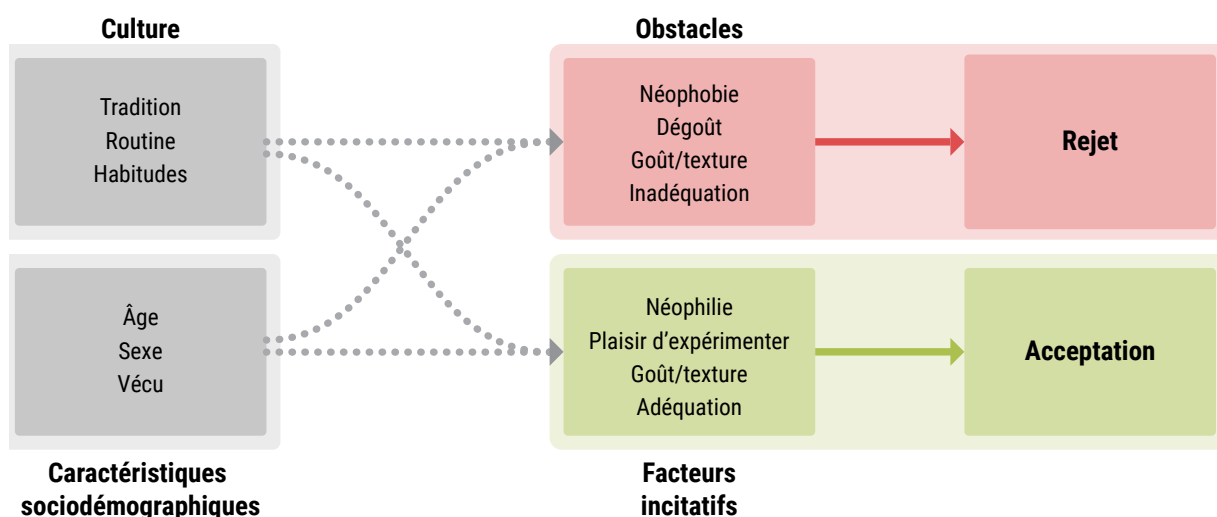 Culture
Tradition
Routine
Habitudes
Obstacles
Néophobie
Dégoût
Goût/texture
Inadéquation
Rejet
Âge
Sexe
Vécu
Caractéristiques
sociodémographiques
Néophilie
Plaisir d’expérimenter
Goût/texture
Adéquation
Facteurs
incitatifs
Acceptation